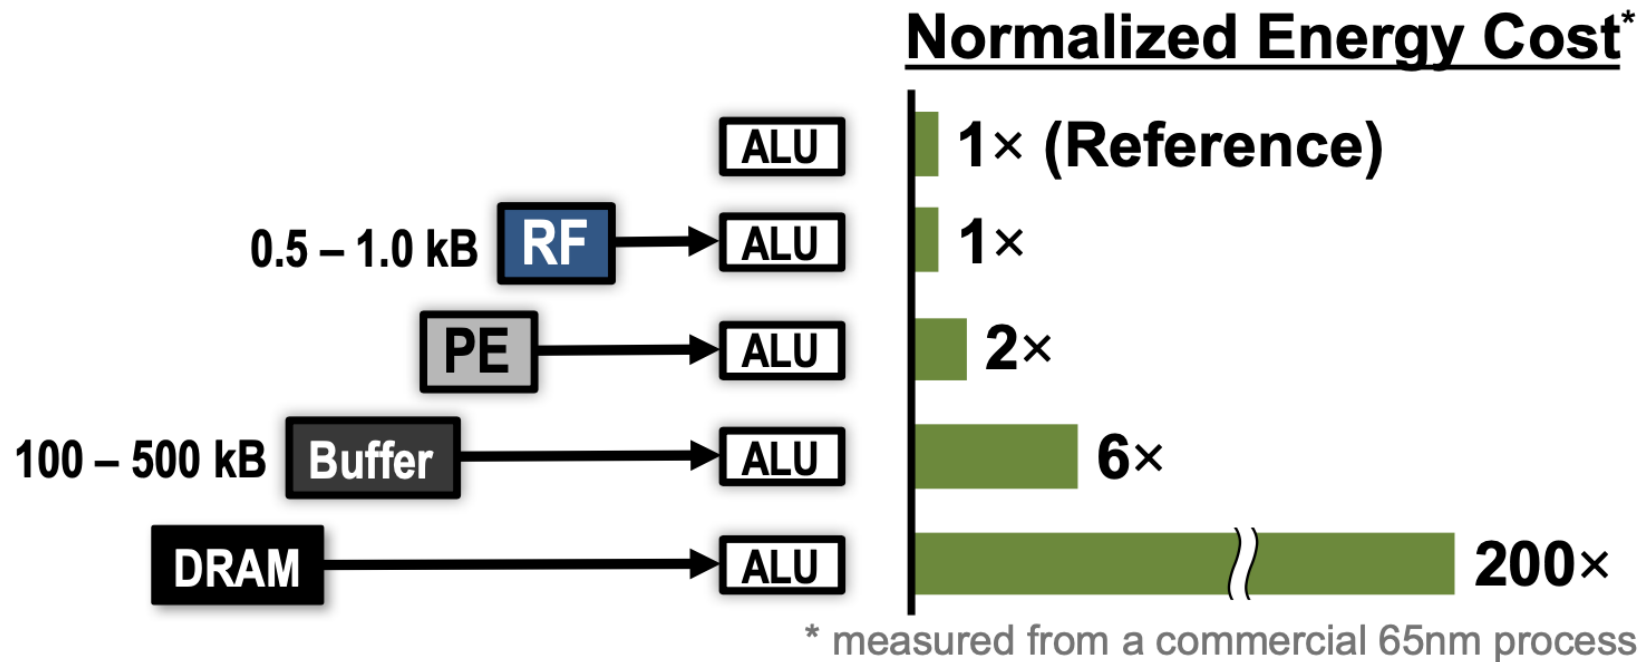 Normalized Energy Cost*
ALU 1× (Reference)
0.5 – 1.0 kB RF ALU 1×
PE ALU 2×
100 – 500 kB Buffer ALU 6×
DRAM ALU 200×
* measured from a commercial 65nm process